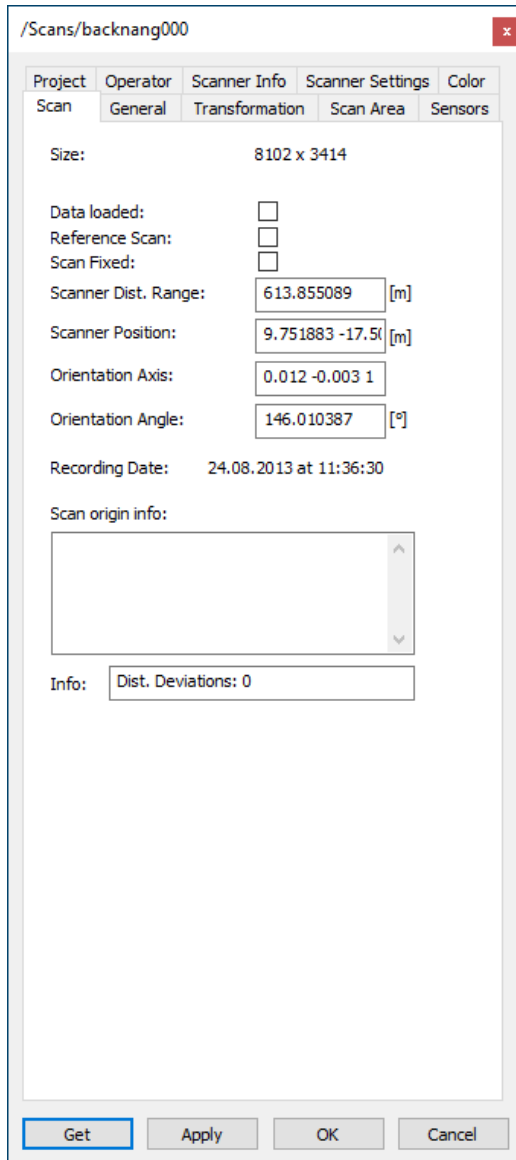 /Scans/backnang000
x
Project Operator Scanner Info Scanner Settings Color
Scan General Transformation Scan Area Sensors
Size: 8102 x 3414
Data loaded:
Reference Scan:
Scan Fixed:
Scanner Dist. Range: 613.855089 [m]
Scanner Position: 9.751883 -17.50 [m]
Orientation Axis: 0.012 -0.003 1
Orientation Angle: 146.010387 [°]
Recording Date: 24.08.2013 at 11:36:30
Scan origin info:
Info: Dist. Deviations: 0
Get Apply OK Cancel